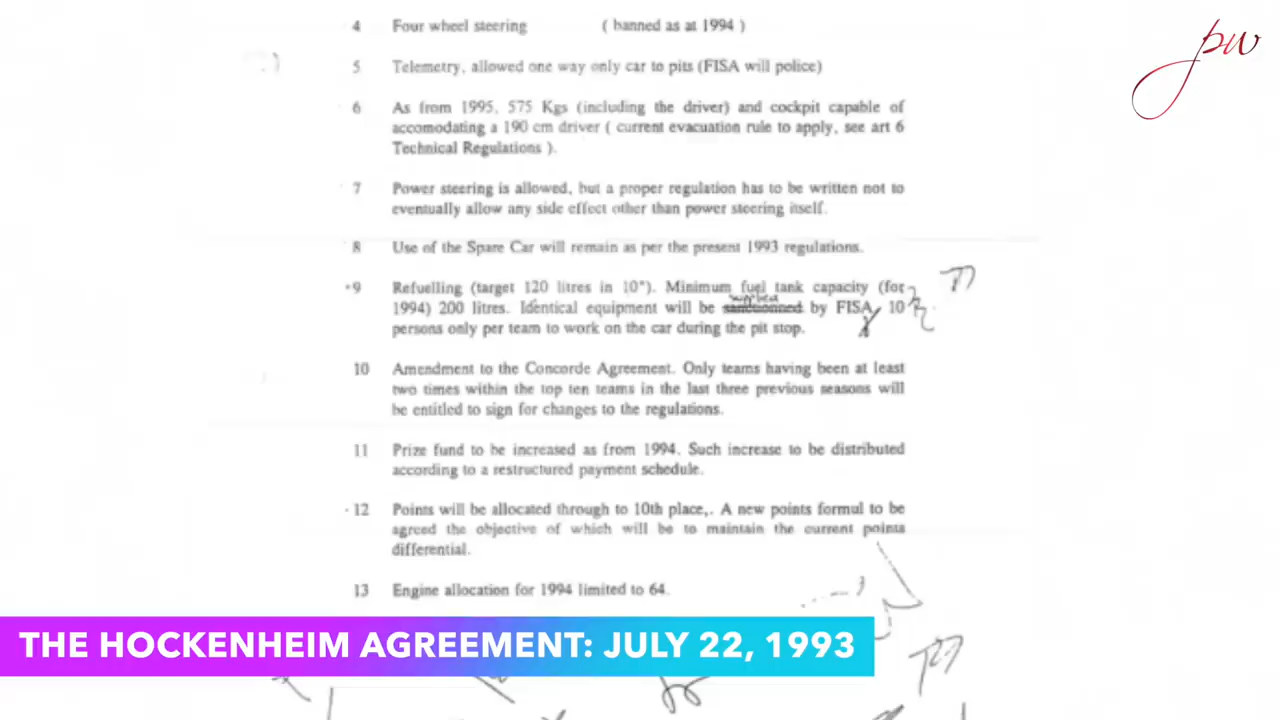 pw
4 Four wheel steering ( banned as at 1994 )
5 Telemetry, allowed one way only car to pits (FISA will police)
6 As from 1995, 575 Kgs (including the driver) and cockpit capable of
accomodating a 190 cm driver ( current evacuation rule to apply, see art 6
Technical Regulations ).
7 Power steering is allowed, but a proper regulation has to be written not to
eventually allow any side effect other than power steering itself.
8 Use of the Spare Car will remain as per the present 1993 regulations.
9 Refuelling (target 120 litres in 10"). Minimum fuel tank capacity (for
supplied
1994) 200 litres. Identical equipment will be sanctionned by FISA, 10
persons only per team to work on the car during the pit stop.
10 Amendment to the Concorde Agreement. Only teams having been at least
two times within the top ten teams in the last three previous seasons will
be entitled to sign for changes to the regulations.
11 Prize fund to be increased as from 1994. Such increase to be distributed
according to a restructured payment schedule.
12 Points will be allocated through to 10th place,. A new points formul to be
agreed the objective of which will be to maintain the current points
differential.
13 Engine allocation for 1994 limited to 64.
THE HOCKENHEIM AGREEMENT: JULY 22, 1993